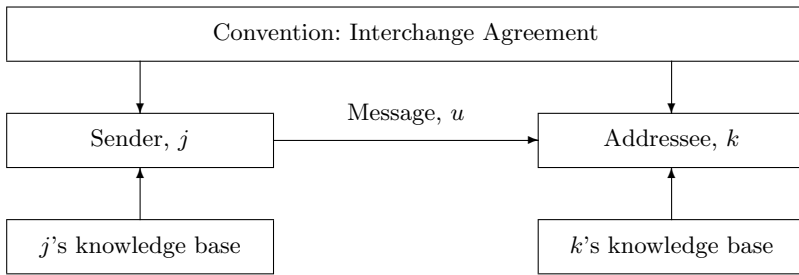 Convention: Interchange Agreement
Message, u
Sender, j
Addressee, k
j's knowledge base
k's knowledge base